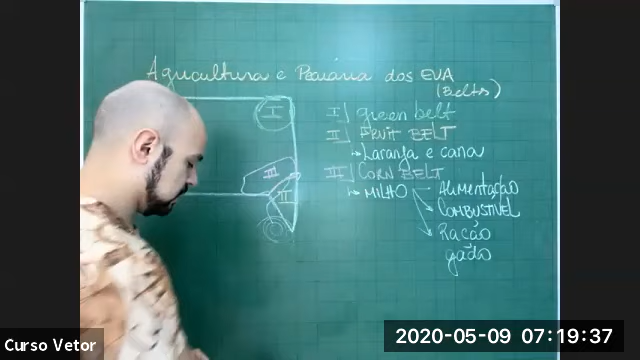 Agricultura e Pecuária dos EUA
(Belts)
I
I) green belt
II) FRUIT BELT
→ Laranja e cana
III
III) CORN BELT
II
→ MILHO → Alimentação
→ COMBUSTÍVEL
→ Ração
gado
Curso Vetor
2020-05-09 07:19:37